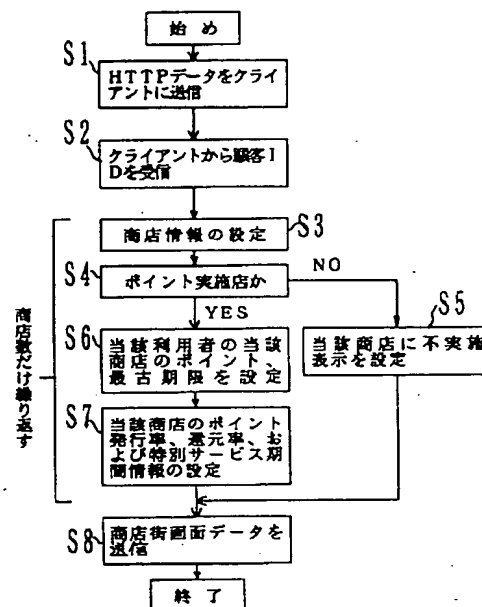 始め
S1
HTTPデータをクライ
アントに送信
S2
クライアントから顧客I
Dを受信
S3
商店情報の設定
S4
ポイント実施店か
NO
YES
S5
当該商店に不実施
表示を設定
S6
当該利用者の当該
商店のポイント、
最古期限を設定
S7
当該商店のポイント
発行率、還元率、お
よび特別サービス期
間情報の設定
商店数だけ繰り返す
S8
商店街画面データを
送信
終了